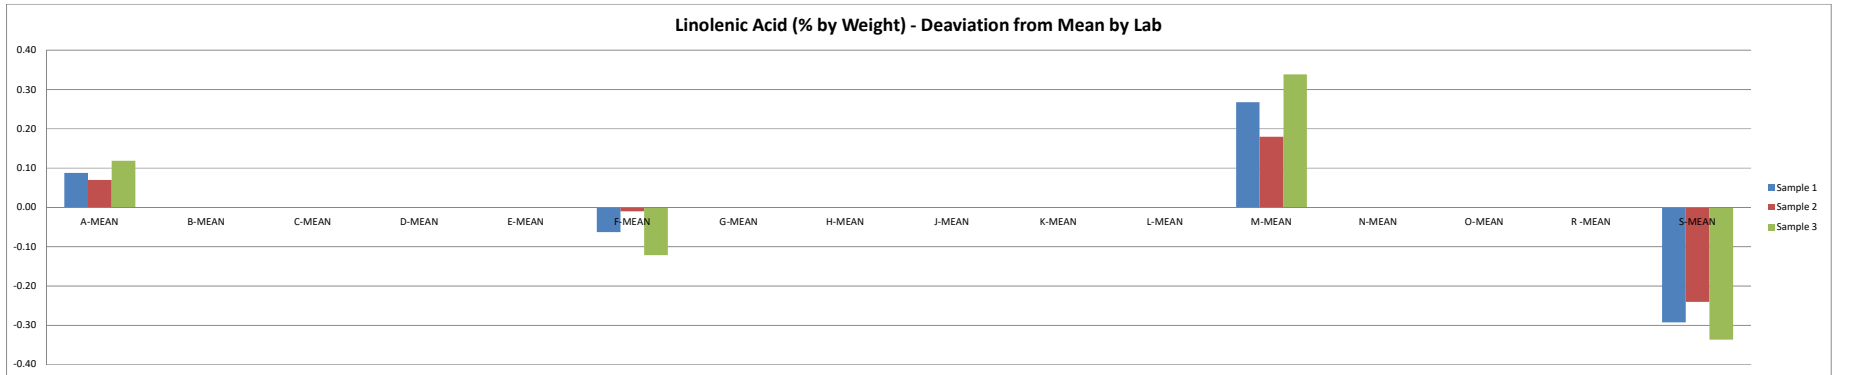 Linolenic Acid (% by Weight) - Deaviation from Mean by Lab
0.40
0.30
0.20
0.10
0.00
-0.10
-0.20
-0.30
-0.40
A-MEAN B-MEAN C-MEAN D-MEAN E-MEAN F-MEAN G-MEAN H-MEAN J-MEAN K-MEAN L-MEAN M-MEAN N-MEAN O-MEAN R -MEAN S-MEAN
Sample 1
Sample 2
Sample 3